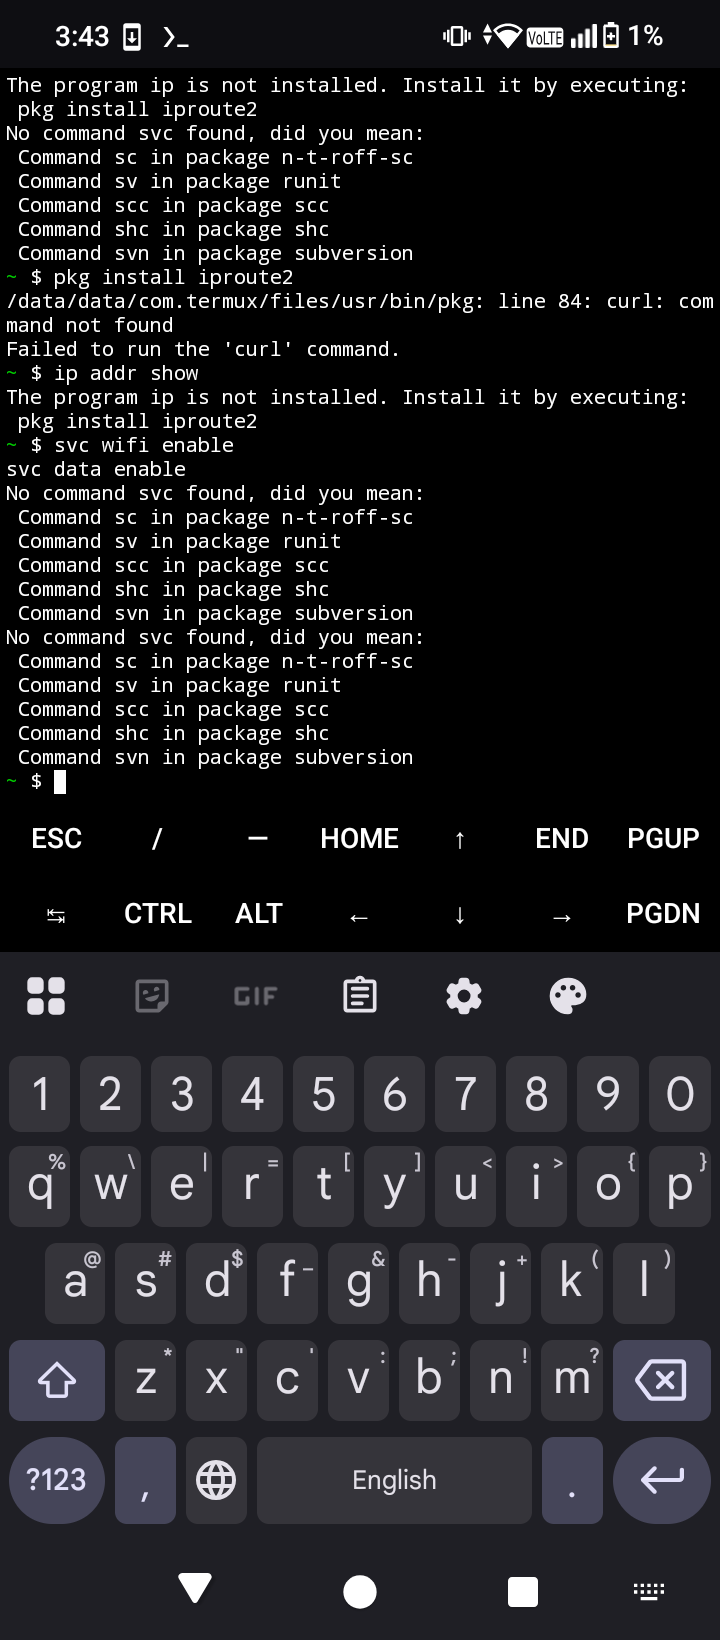 3:43 VoLTE 1%
The program ip is not installed. Install it by executing:
 pkg install iproute2
No command svc found, did you mean:
 Command sc in package n-t-roff-sc
 Command sv in package runit
 Command scc in package scc
 Command shc in package shc
 Command svn in package subversion
~ $ pkg install iproute2
/data/data/com.termux/files/usr/bin/pkg: line 84: curl: com
mand not found
Failed to run the 'curl' command.
~ $ ip addr show
The program ip is not installed. Install it by executing:
 pkg install iproute2
~ $ svc wifi enable
svc data enable
No command svc found, did you mean:
 Command sc in package n-t-roff-sc
 Command sv in package runit
 Command scc in package scc
 Command shc in package shc
 Command svn in package subversion
No command svc found, did you mean:
 Command sc in package n-t-roff-sc
 Command sv in package runit
 Command scc in package scc
 Command shc in package shc
 Command svn in package subversion
~ $
ESC / — HOME ↑ END PGUP
↹ CTRL ALT ← ↓ → PGDN
GIF
1 2 3 4 5 6 7 8 9 0
q % w \ e | r = t [ y ] u < i > o { p }
a @ s # d $ f _ g & h - j + k ( l )
z * x " c ' v : b ; n ! m ?
?123 , English .